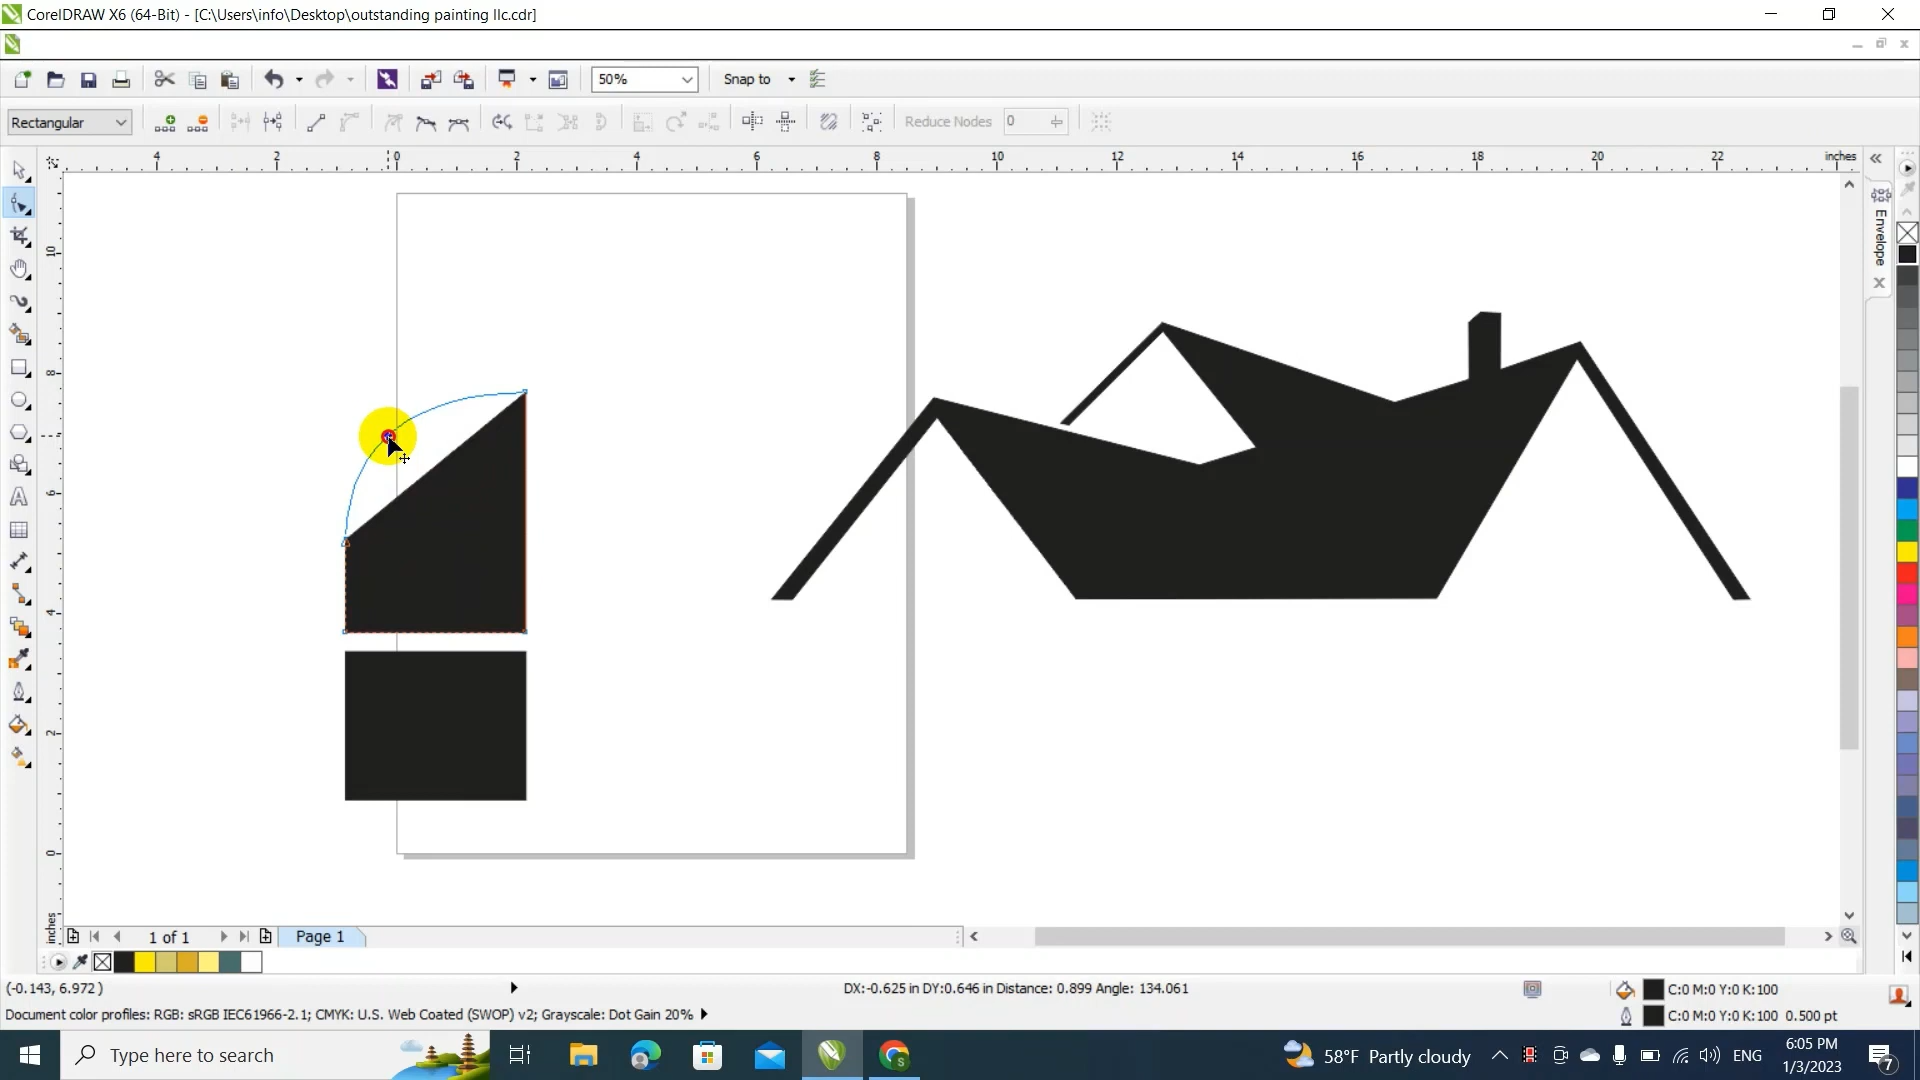 CorelDRAW X6 (64-Bit) - [C:\Users\info\Desktop\outstanding painting llc.cdr]
50%
Snap to
Rectangular
Reduce Nodes
0
4 2 0 2 4 6 8 10 12 14 16 18 20 22 inches
Envelope
10
8
6
4
2
0
inches
1 of 1
Page 1
(-0.143, 6.972 )
DX:-0.625 in DY:0.646 in Distance: 0.899 Angle: 134.061
C:0 M:0 Y:0 K:100
Document color profiles: RGB: sRGB IEC61966-2.1; CMYK: U.S. Web Coated (SWOP) v2; Grayscale: Dot Gain 20%
C:0 M:0 Y:0 K:100 0.500 pt
Type here to search
58°F Partly cloudy
ENG
6:05 PM
1/3/2023
7